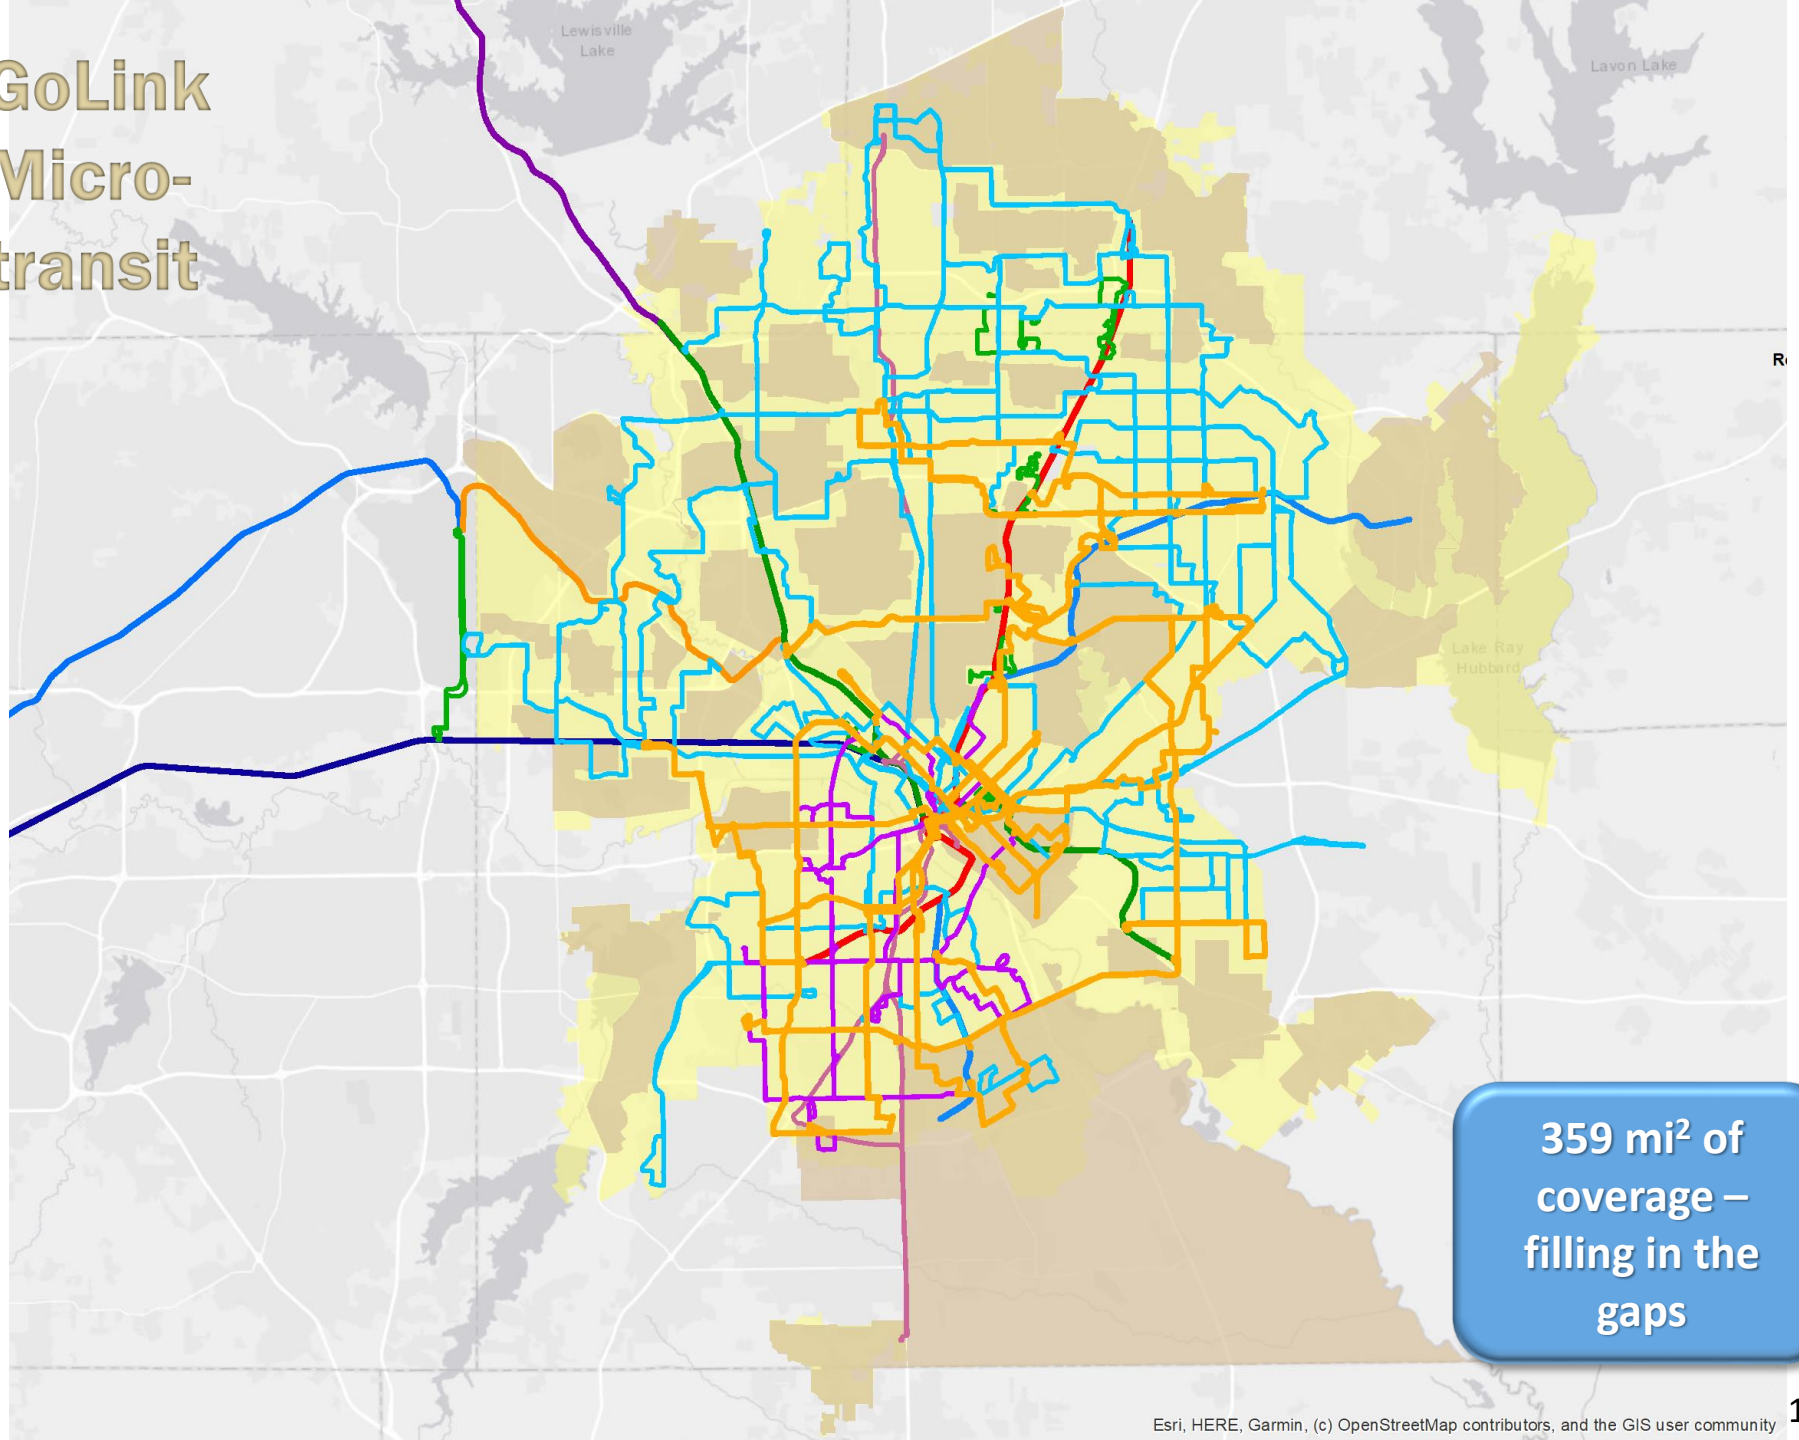 GoLink
Micro-
transit
Lewisville
Lake
Lavon Lake
Lake Ray
Hubbard
359 mi² of
coverage –
filling in the
gaps
Esri, HERE, Garmin, (c) OpenStreetMap contributors, and the GIS user community